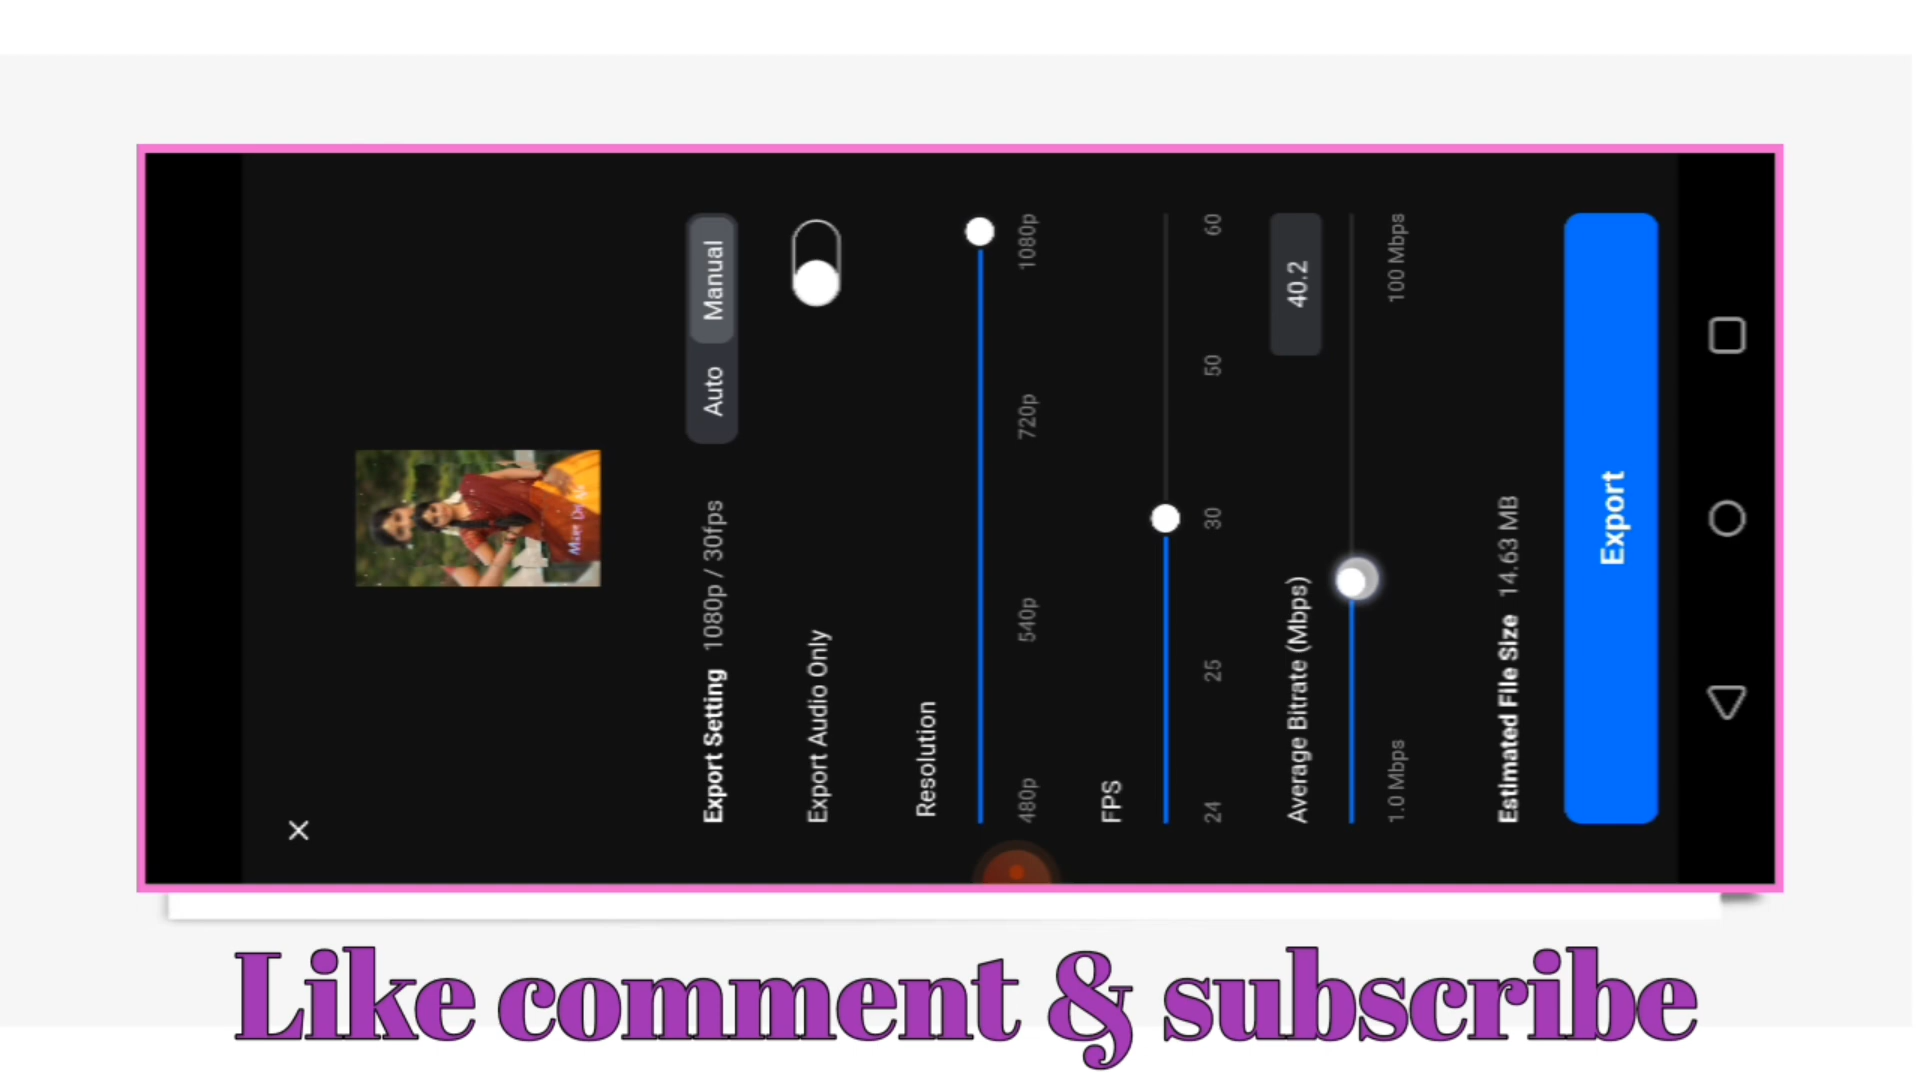 Export Setting 1080p / 30fps Auto Manual
Export Audio Only
Resolution
480p 540p 720p 1080p
FPS
24 25 30 50 60
Average Bitrate (Mbps) 40.2
1.0 Mbps 100 Mbps
Estimated File Size 14.63 MB
Export
Like comment & subscribe